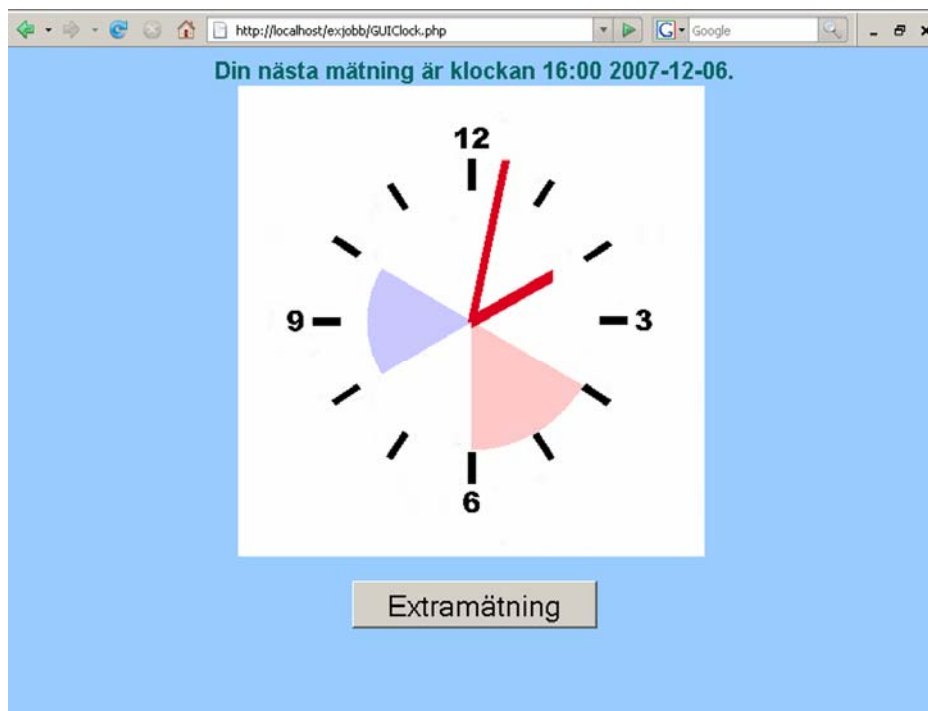 http://localhost/exjobb/GUIClock.php
G Google
Din nästa mätning är klockan 16:00 2007-12-06.
12
9
3
6
Extramätning